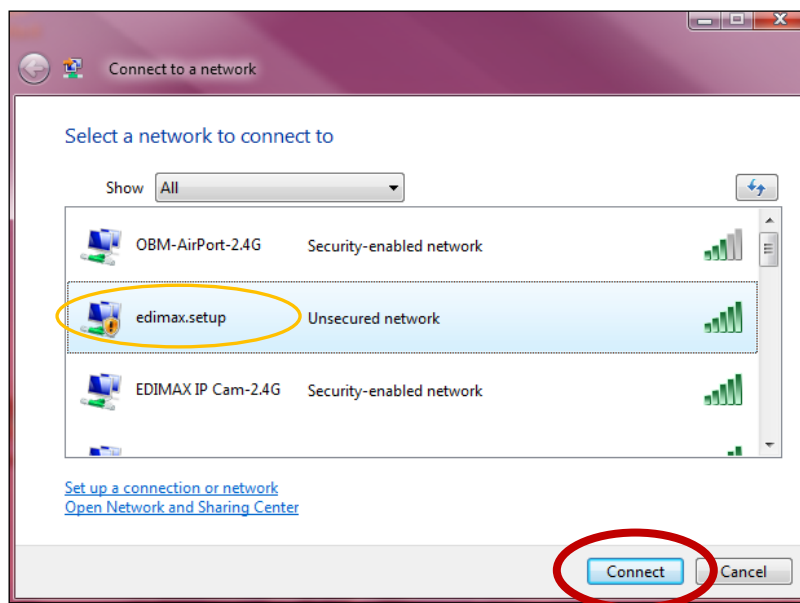 Connect to a network
Select a network to connect to
Show All
OBM-AirPort-2.4G Security-enabled network
edimax.setup Unsecured network
EDIMAX IP Cam-2.4G Security-enabled network
Set up a connection or network
Open Network and Sharing Center
Connect Cancel